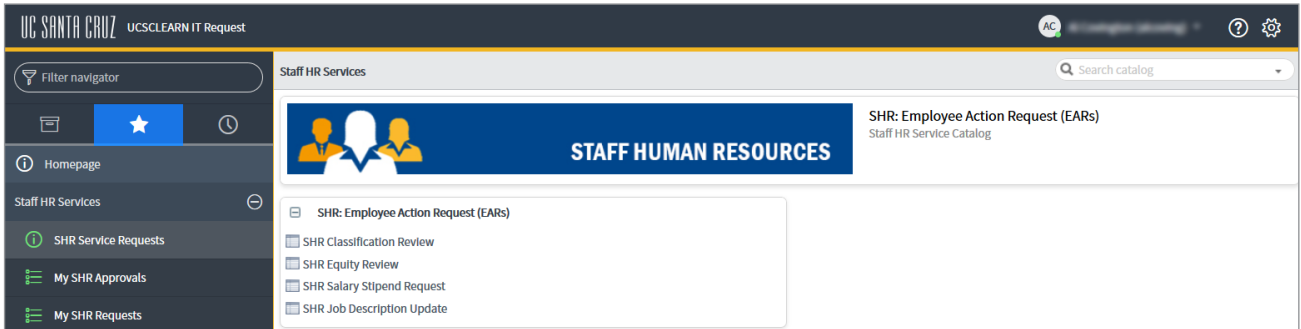 UC SANTA CRUZ UCSCLEARN IT Request
AC
Filter navigator
Homepage
Staff HR Services
SHR Service Requests
My SHR Approvals
My SHR Requests
Staff HR Services
Search catalog
STAFF HUMAN RESOURCES
SHR: Employee Action Request (EARs)
Staff HR Service Catalog
SHR: Employee Action Request (EARs)
SHR Classification Review
SHR Equity Review
SHR Salary Stipend Request
SHR Job Description Update